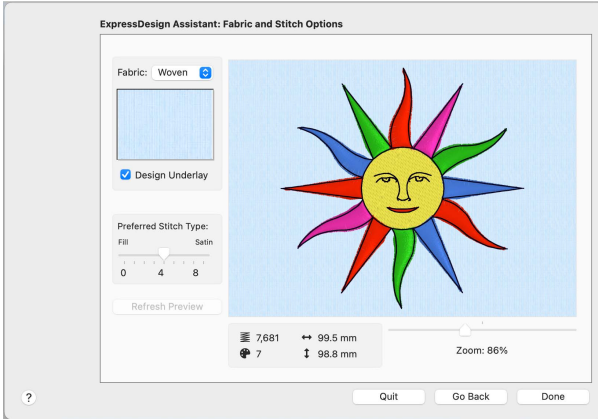 ExpressDesign Assistant: Fabric and Stitch Options
Fabric: Woven
Design Underlay
Preferred Stitch Type:
Fill Satin
0 4 8
Refresh Preview
7,681 99.5 mm
7 98.8 mm
Zoom: 86%
? Quit Go Back Done